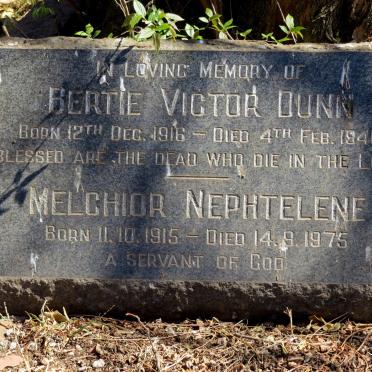 IN LOVING MEMORY OF
BERTIE VICTOR DUNN
BORN 12TH DEC. 1916 - DIED 4TH FEB. 194
BLESSED ARE THE DEAD WHO DIE IN THE L
MELCHIOR NEPHTELENE
BORN 11.10.1915 - DIED 14.9.1975
A SERVANT OF GOD